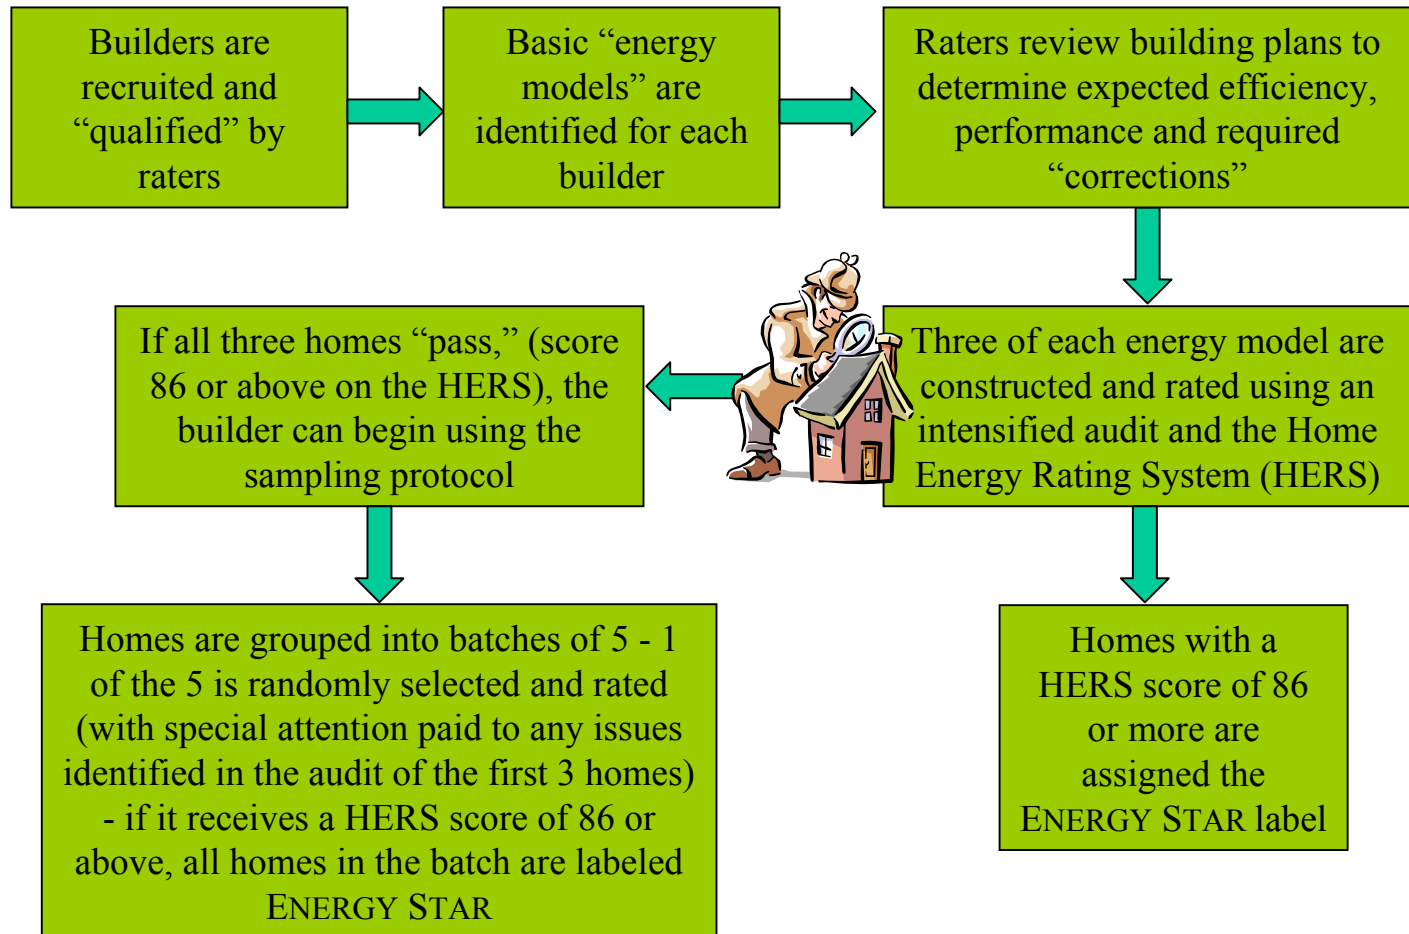 Builders are
recruited and
“qualified” by
raters
Basic “energy
models” are
identified for each
builder
Raters review building plans to
determine expected efficiency,
performance and required
“corrections”
Three of each energy model are
constructed and rated using an
intensified audit and the Home
Energy Rating System (HERS)
If all three homes “pass,” (score
86 or above on the HERS), the
builder can begin using the
sampling protocol
Homes are grouped into batches of 5 - 1
of the 5 is randomly selected and rated
(with special attention paid to any issues
identified in the audit of the first 3 homes)
- if it receives a HERS score of 86 or
above, all homes in the batch are labeled
ENERGY STAR
Homes with a
HERS score of 86
or more are
assigned the
ENERGY STAR label